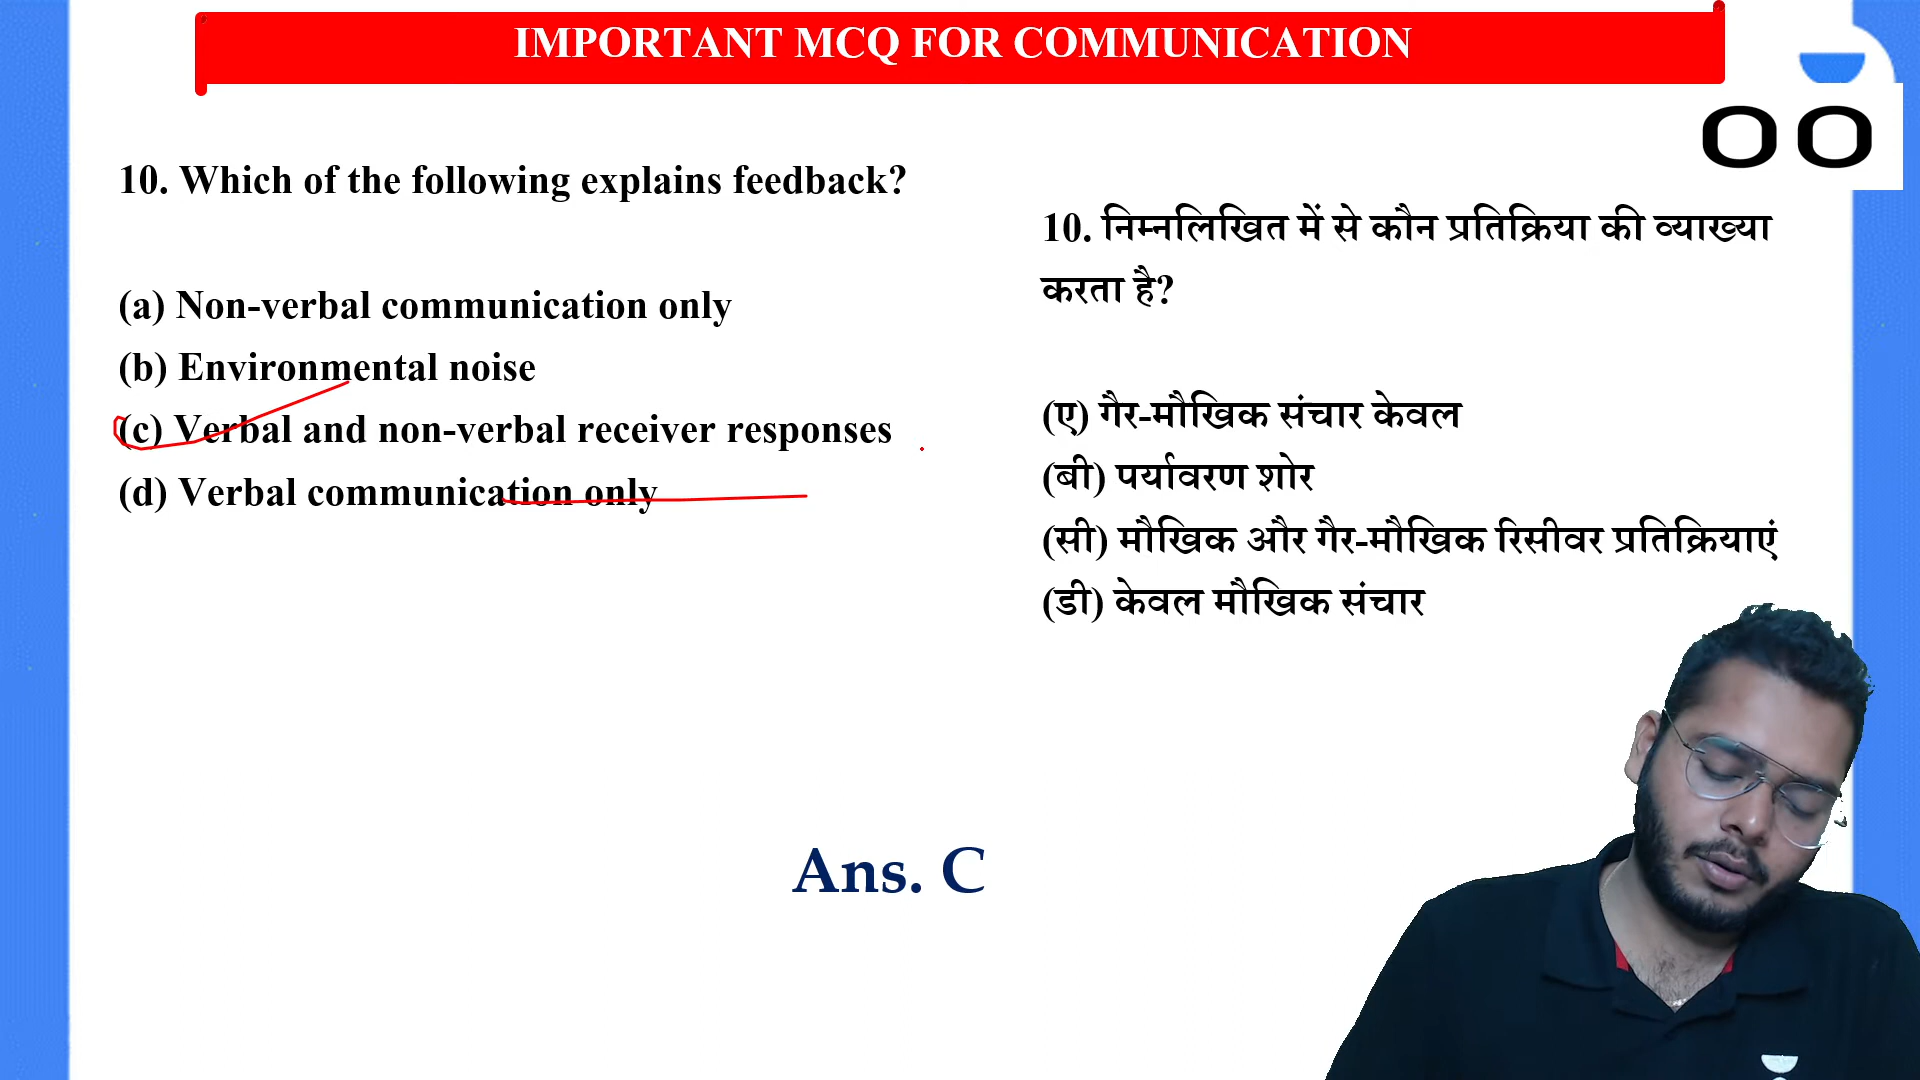 IMPORTANT MCQ FOR COMMUNICATION
10. Which of the following explains feedback?
(a) Non-verbal communication only
(b) Environmental noise
(c) Verbal and non-verbal receiver responses
(d) Verbal communication only
10. निम्नलिखित में से कौन प्रतिक्रिया की व्याख्या
करता है?
(ए) गैर-मौखिक संचार केवल
(बी) पर्यावरण शोर
(सी) मौखिक और गैर-मौखिक रिसीवर प्रतिक्रियाएं
(डी) केवल मौखिक संचार
Ans. C